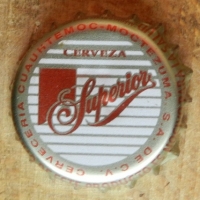 CERVEZA
Superior
CERVECERIA CUAUHTEMOC-MOCTEZUMA S.A. DE C.V.